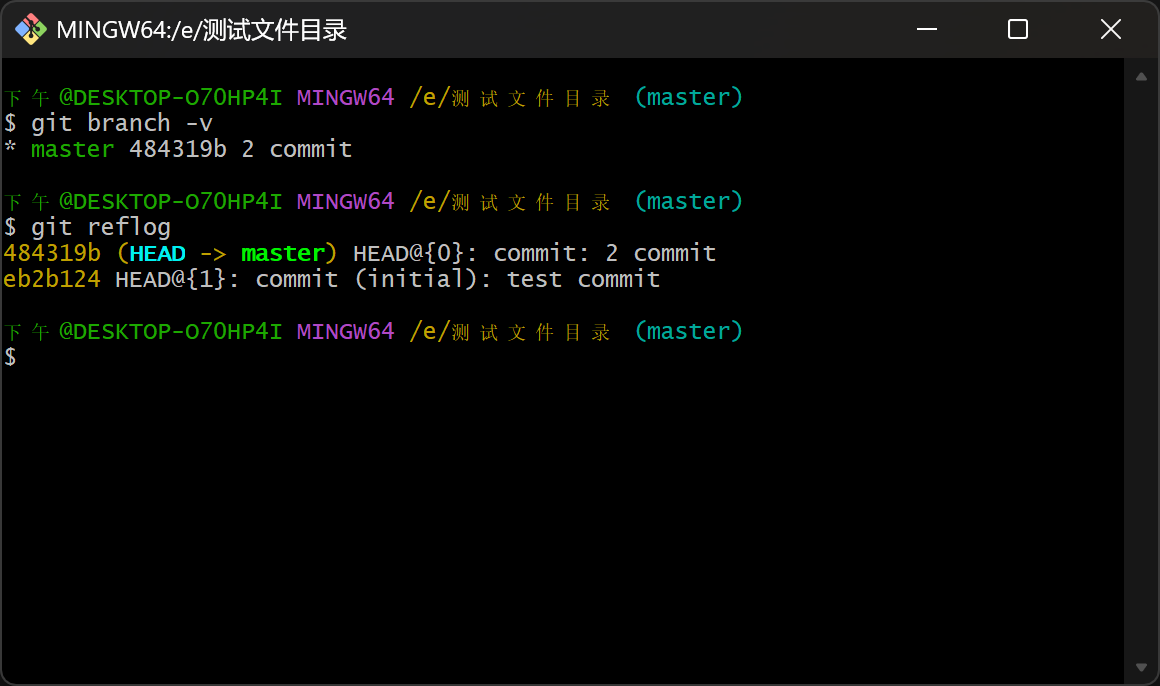 MINGW64:/e/测试文件目录
下午@DESKTOP-O7OHP4I MINGW64 /e/测试文件目录 (master)
$ git branch -v
* master 484319b 2 commit
下午@DESKTOP-O7OHP4I MINGW64 /e/测试文件目录 (master)
$ git reflog
484319b (HEAD -> master) HEAD@{0}: commit: 2 commit
eb2b124 HEAD@{1}: commit (initial): test commit
下午@DESKTOP-O7OHP4I MINGW64 /e/测试文件目录 (master)
$